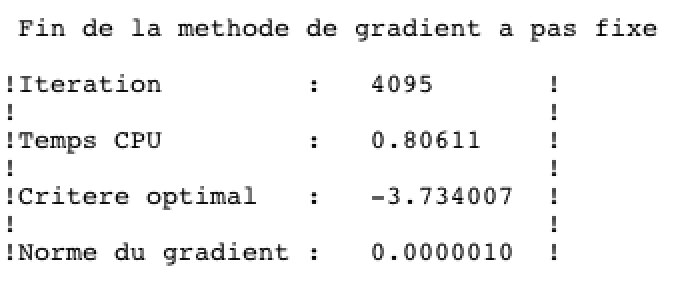 Fin de la methode de gradient a pas fixe
!Iteration : 4095 !
! !
!Temps CPU : 0.80611 !
! !
!Critere optimal : -3.734007 !
! !
!Norme du gradient : 0.0000010 !